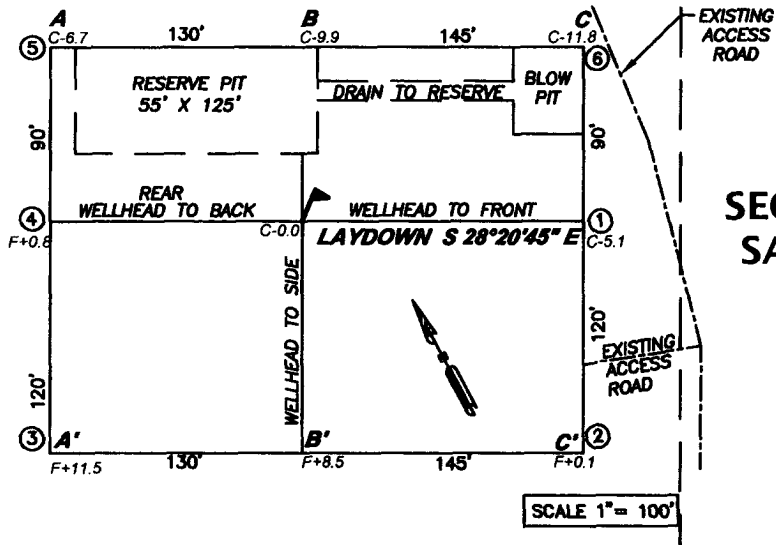 A 130' B 145' C
⑤ C-6.7 C-9.9 C-11.8 ⑥
EXISTING
ACCESS
ROAD
RESERVE PIT
55' X 125'
DRAIN TO RESERVE
BLOW
PIT
90' 90'
REAR
WELLHEAD TO BACK WELLHEAD TO FRONT
④ ①
F+0.8 C-0.0 LAYDOWN S 28°20'45" E C-5.1
SEC
SA
WELLHEAD TO SIDE
120' 120'
EXISTING
ACCESS
ROAD
③ A' B' C' ②
F+11.5 130' F+8.5 145' F+0.1
SCALE 1"= 100'